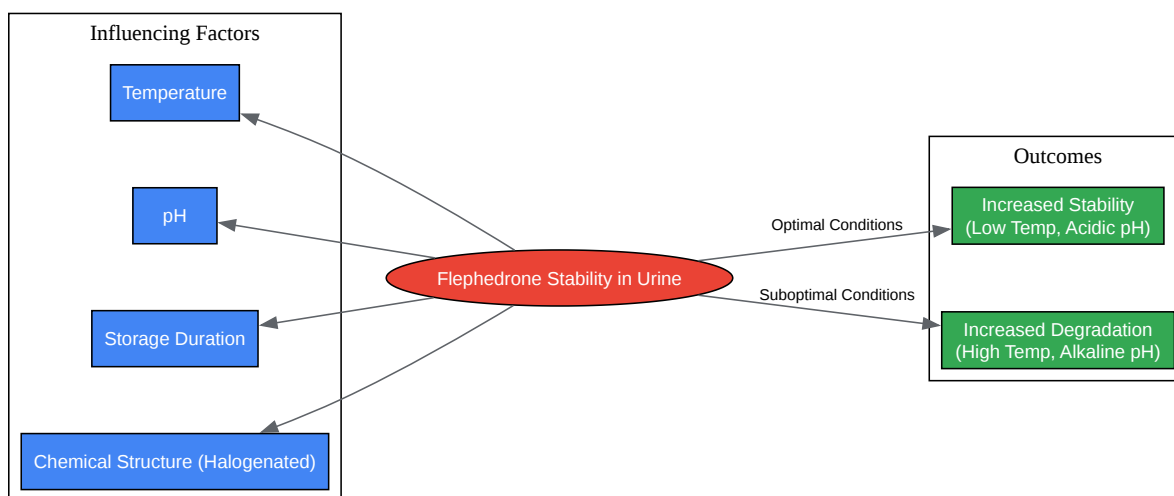 Influencing Factors
Temperature
pH
Storage Duration
Chemical Structure (Halogenated)
Flephedrone Stability in Urine
Optimal Conditions
Suboptimal Conditions
Outcomes
Increased Stability
(Low Temp, Acidic pH)
Increased Degradation
(High Temp, Alkaline pH)